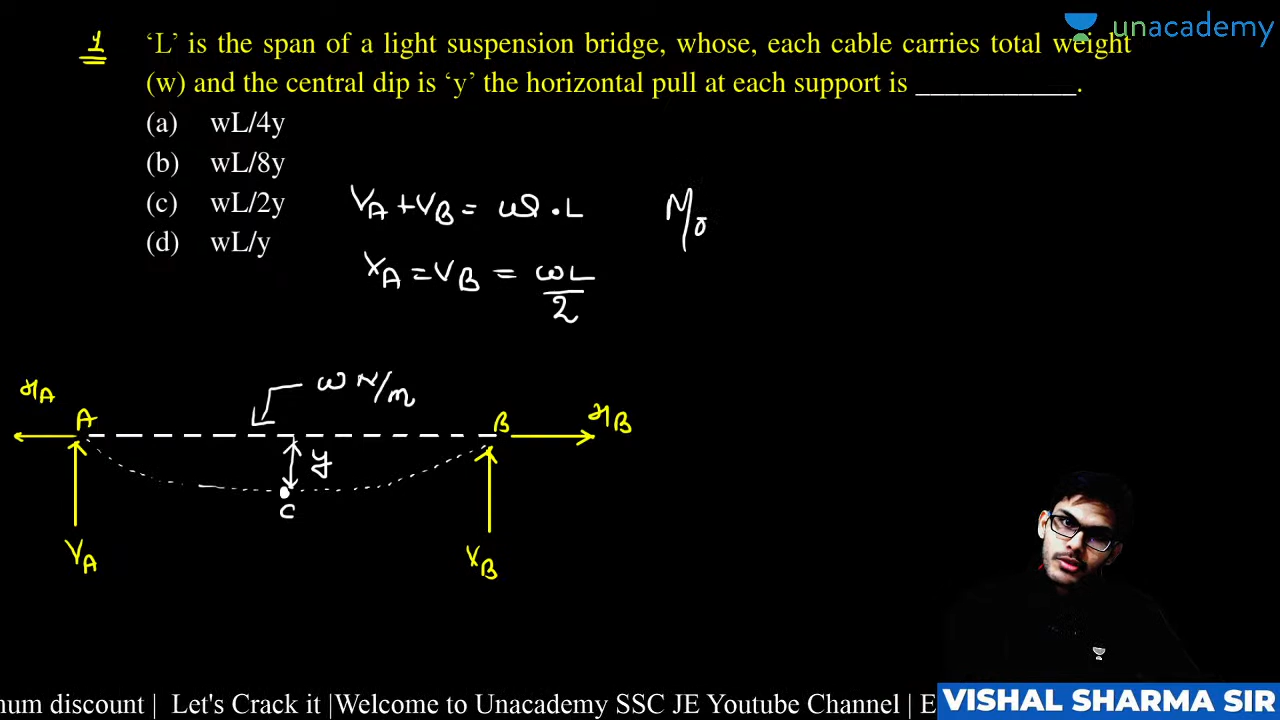 unacademy
1 'L' is the span of a light suspension bridge, whose, each cable carries total weight
(w) and the central dip is 'y' the horizontal pull at each support is ___________.
(a) wL/4y
(b) wL/8y
(c) wL/2y
(d) wL/y
VA + VB = ω · L
VA = VB = ωL/2
M
ω N/m
HA
A
B
HB
y
C
VA
VB
num discount | Let's Crack it |Welcome to Unacademy SSC JE Youtube Channel | E
VISHAL SHARMA SIR